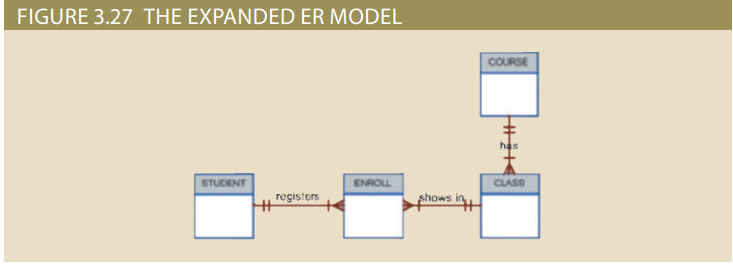 FIGURE 3.27 THE EXPANDED ER MODEL
COURSE
has
STUDENT
registers
ENROLL
shows in
CLASS